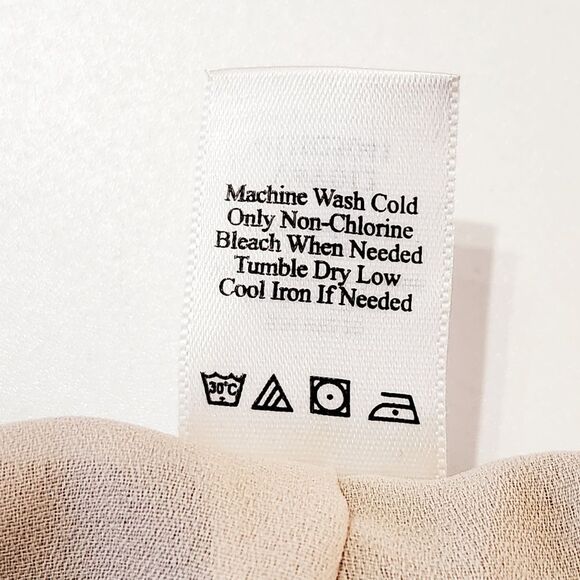 Machine Wash Cold
Only Non-Chlorine
Bleach When Needed
Tumble Dry Low
Cool Iron If Needed
30°C